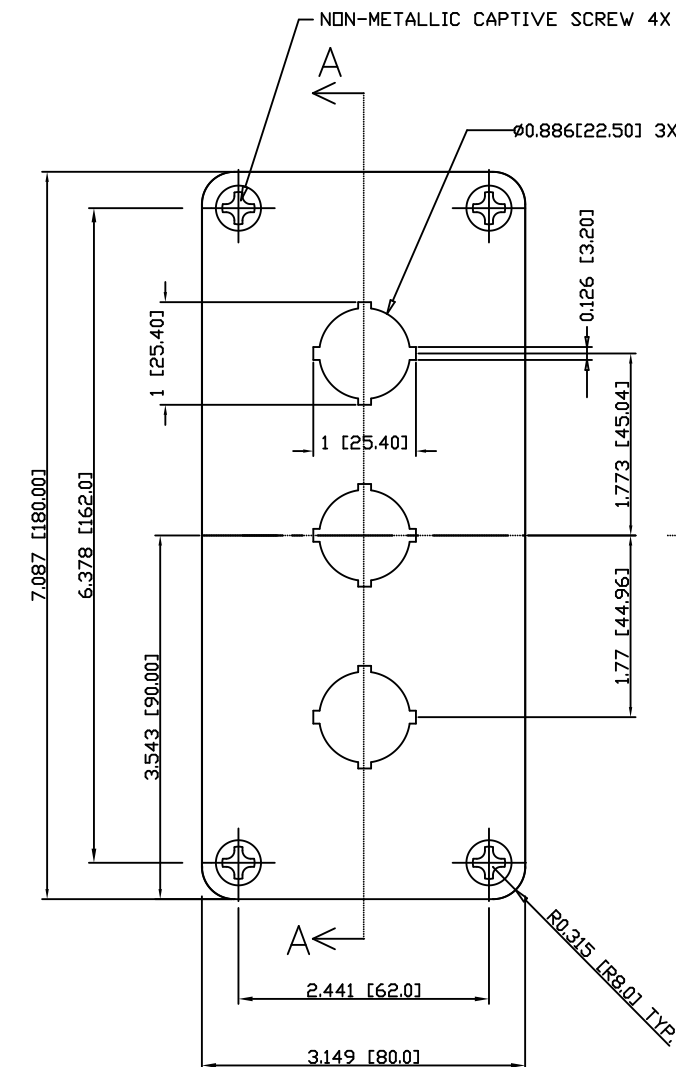 NON-METALLIC CAPTIVE SCREW 4X
A
Ø0.886[22.50] 3X
0.126 [3.20]
1 [25.40]
1 [25.40]
1.773 [45.04]
7.087 [180.00]
6.378 [162.0]
3.543 [90.00]
1.77 [44.96]
R0.315 [R8.0] TYP.
A
2.441 [62.0]
3.149 [80.0]